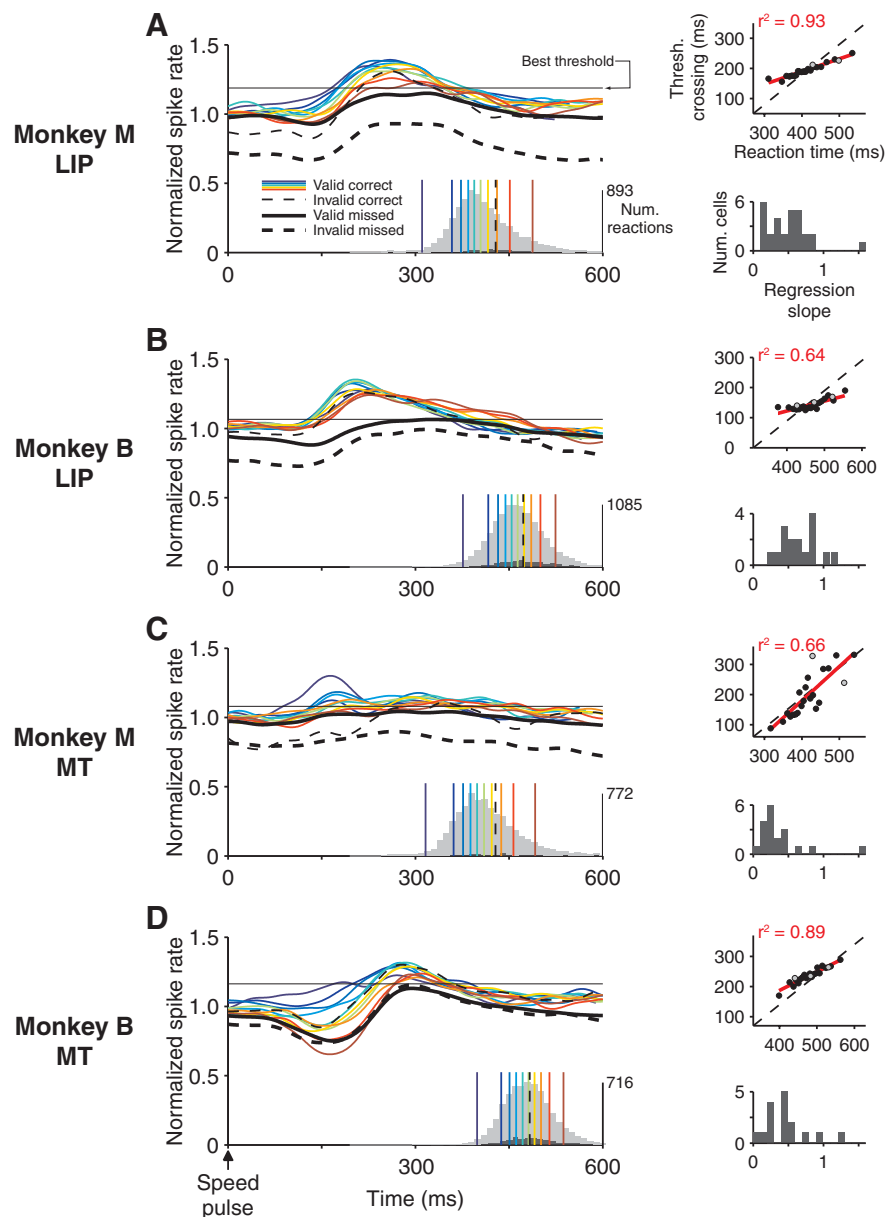 A
Monkey M
LIP
Normalized spike rate
1.5
1.0
0.5
0
0
300
600
Best threshold
Valid correct
Invalid correct
Valid missed
Invalid missed
893
Num.
reactions
r² = 0.93
Thresh.
crossing (ms)
300
200
100
300
400
500
Reaction time (ms)
Num. cells
6
0
0
1
Regression
slope
B
Monkey B
LIP
Normalized spike rate
1.5
1.0
0.5
0
0
300
600
1085
r² = 0.64
300
200
100
0
400
500
600
4
0
0
1
C
Monkey M
MT
Normalized spike rate
1.5
1.0
0.5
0
0
300
600
772
r² = 0.66
300
200
100
300
400
500
6
0
0
1
D
Monkey B
MT
Normalized spike rate
1.5
1.0
0.5
0
0
300
600
716
Speed
pulse
Time (ms)
r² = 0.89
300
200
100
400
500
600
5
0
0
1